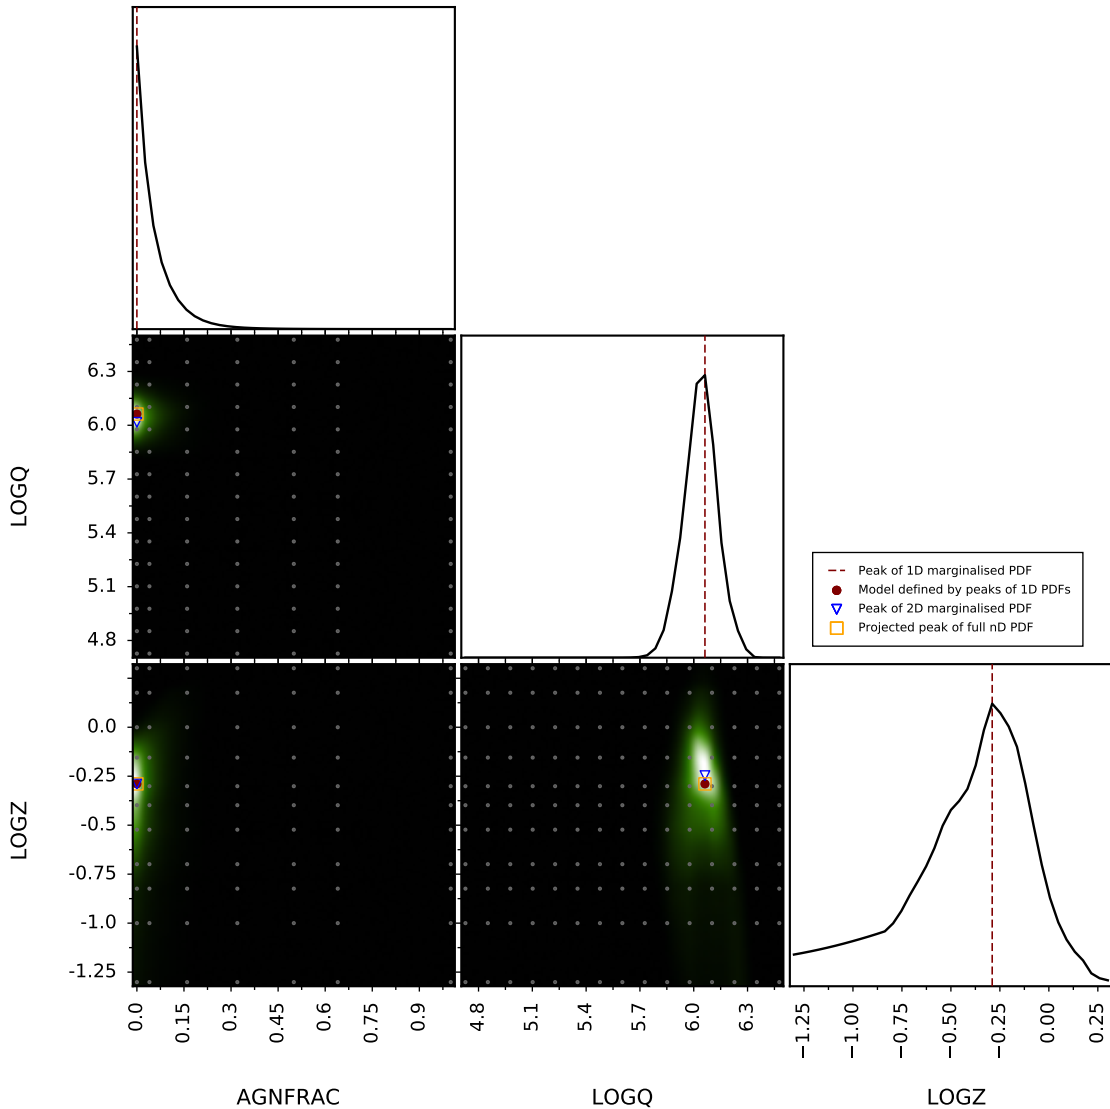 6.3
6.0
5.7
5.4
5.1
4.8
LOGQ
Peak of 1D marginalised PDF
Model defined by peaks of 1D PDFs
Peak of 2D marginalised PDF
Projected peak of full nD PDF
0.0
-0.25
-0.5
-0.75
-1.0
-1.25
LOGZ
0.0 0.15 0.3 0.45 0.6 0.75 0.9
4.8 5.1 5.4 5.7 6.0 6.3
−1.25 −1.00 −0.75 −0.50 −0.25 0.00 0.25
AGNFRAC
LOGQ
LOGZ